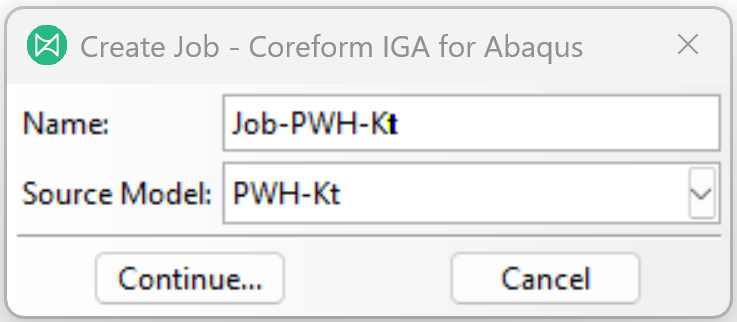 Create Job - Coreform IGA for Abaqus
Name: Job-PWH-Kt
Source Model: PWH-Kt
Continue... Cancel